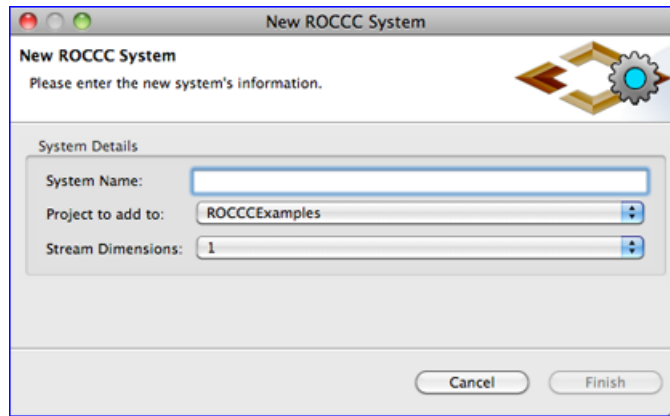 New ROCCC System
New ROCCC System
Please enter the new system's information.
System Details
System Name:
Project to add to: ROCCCExamples
Stream Dimensions: 1
Cancel Finish